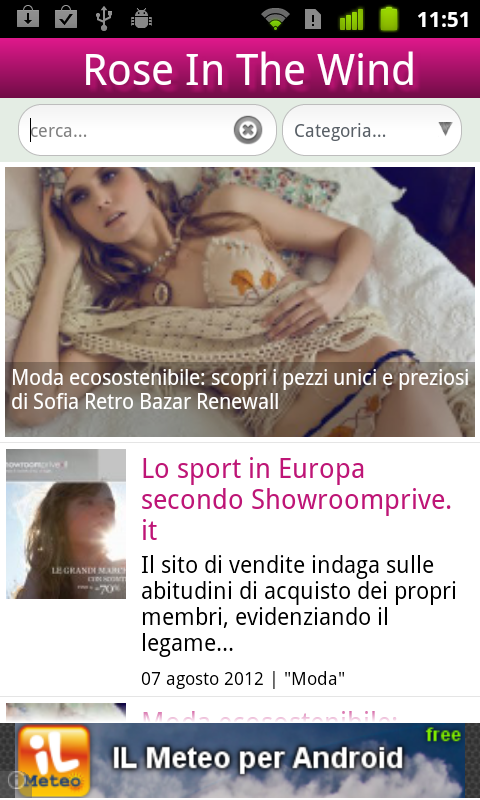 11:51
Rose In The Wind
cerca...
Categoria...
Moda ecosostenibile: scopri i pezzi unici e preziosi
di Sofia Retro Bazar Renewall
Lo sport in Europa
secondo Showroomprive.
it
LE GRANDI MARCHE
CON SCONTI
-70%
Il sito di vendite indaga sulle
abitudini di acquisto dei propri
membri, evidenziando il
legame...
07 agosto 2012 | "Moda"
Moda ecosostenibile:
free
iL
Meteo
IL Meteo per Android